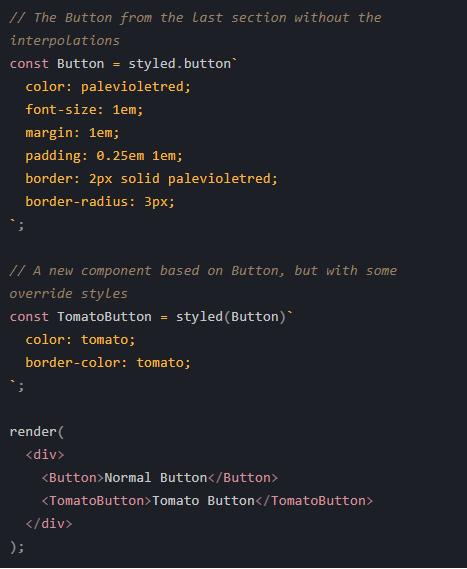 // The Button from the last section without the
interpolations
const Button = styled.button`
  color: palevioletred;
  font-size: 1em;
  margin: 1em;
  padding: 0.25em 1em;
  border: 2px solid palevioletred;
  border-radius: 3px;
`;

// A new component based on Button, but with some
override styles
const TomatoButton = styled(Button)`
  color: tomato;
  border-color: tomato;
`;

render(
  <div>
    <Button>Normal Button</Button>
    <TomatoButton>Tomato Button</TomatoButton>
  </div>
);